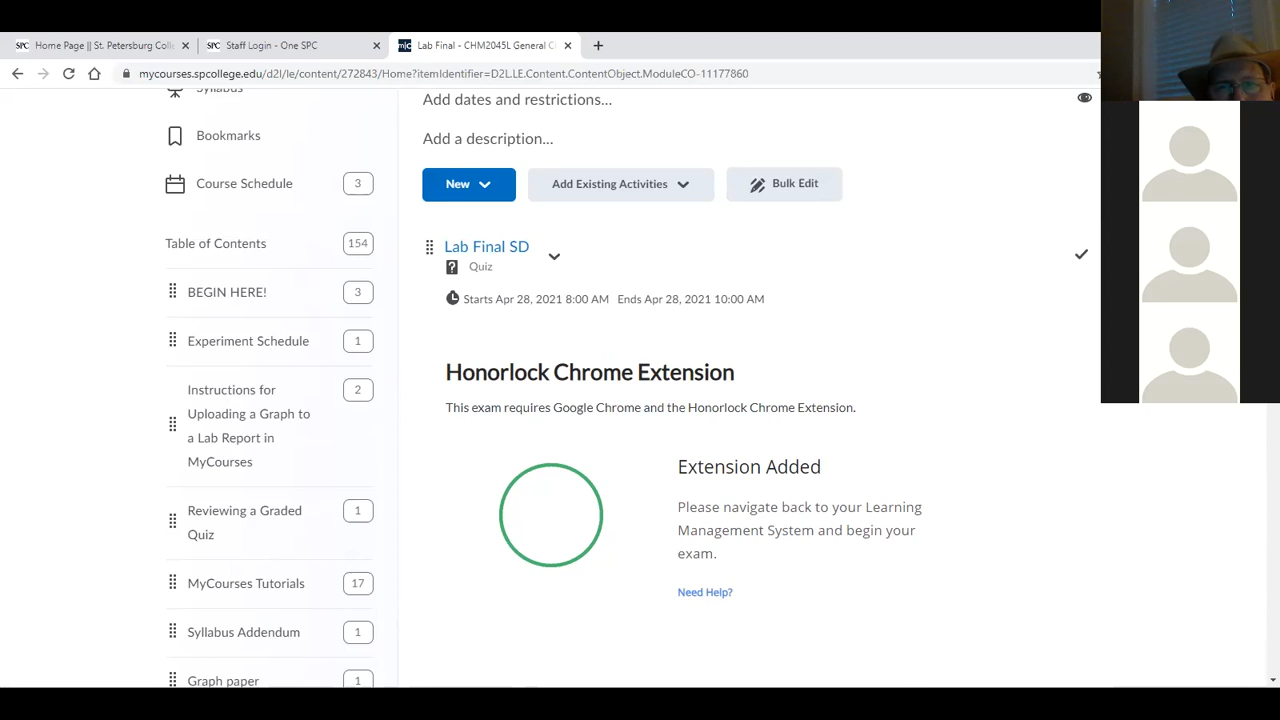 Home Page || St. Petersburg Coll
Staff Login - One SPC
Lab Final - CHM2045L General C
mycourses.spcollege.edu/d2l/le/content/272843/Home?itemIdentifier=D2L.LE.Content.ContentObject.ModuleCO-11177860
Syllabus
Bookmarks
Course Schedule 3
Table of Contents 154
BEGIN HERE! 3
Experiment Schedule 1
Instructions for 2
Uploading a Graph to
a Lab Report in
MyCourses
Reviewing a Graded 1
Quiz
MyCourses Tutorials 17
Syllabus Addendum 1
Graph paper 1
Add dates and restrictions...
Add a description...
New
Add Existing Activities
Bulk Edit
Lab Final SD
Quiz
Starts Apr 28, 2021 8:00 AM Ends Apr 28, 2021 10:00 AM
Honorlock Chrome Extension
This exam requires Google Chrome and the Honorlock Chrome Extension.
Extension Added
Please navigate back to your Learning
Management System and begin your
exam.
Need Help?